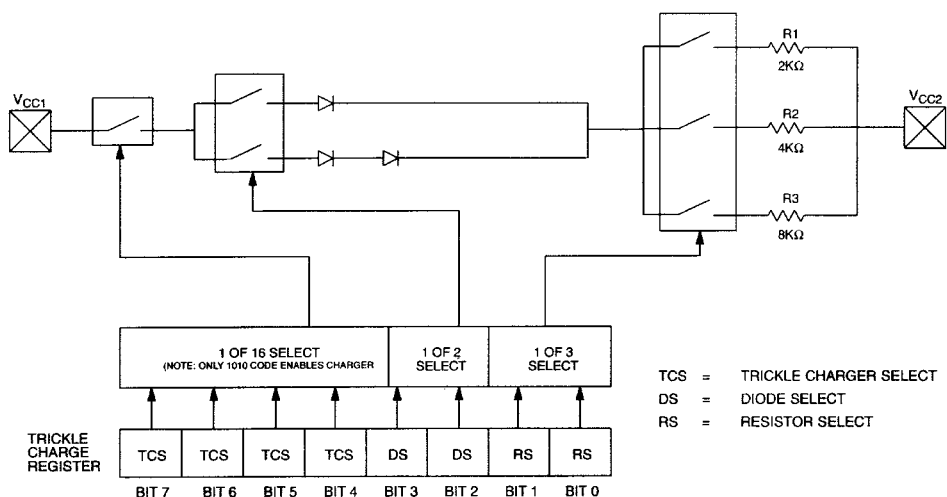 R1
2KΩ
VCC1
VCC2
R2
4KΩ
R3
8KΩ
1 OF 16 SELECT
(NOTE: ONLY 1010 CODE ENABLES CHARGER
1 OF 2
SELECT
1 OF 3
SELECT
TCS = TRICKLE CHARGER SELECT
DS = DIODE SELECT
RS = RESISTOR SELECT
TRICKLE
CHARGE
REGISTER
TCS TCS TCS TCS DS DS RS RS
BIT 7 BIT 6 BIT 5 BIT 4 BIT 3 BIT 2 BIT 1 BIT 0